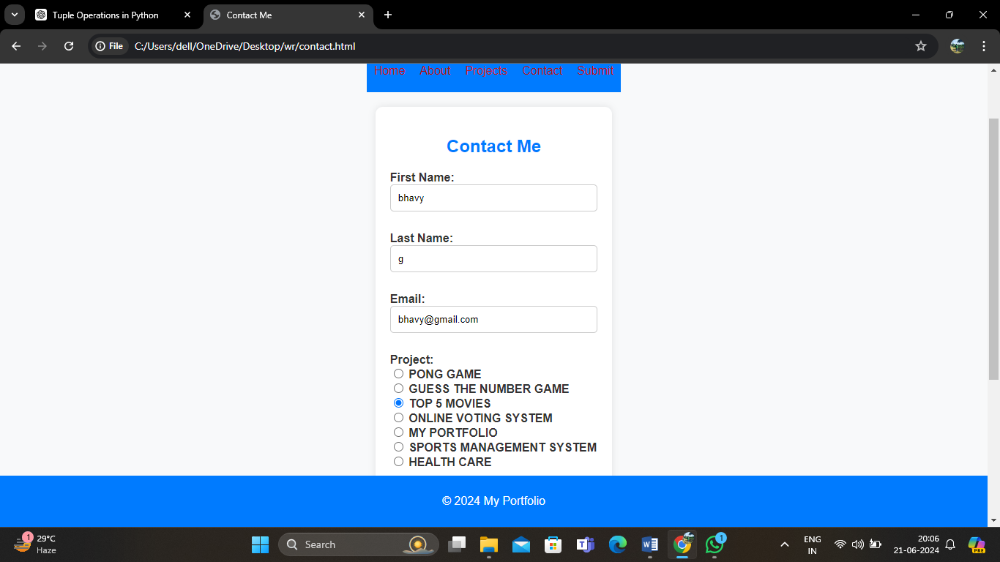 Tuple Operations in Python
Contact Me
File
C:/Users/dell/OneDrive/Desktop/wr/contact.html
Home About Projects Contact Submit
Contact Me
First Name:
bhavy
Last Name:
g
Email:
bhavy@gmail.com
Project:
PONG GAME
GUESS THE NUMBER GAME
TOP 5 MOVIES
ONLINE VOTING SYSTEM
MY PORTFOLIO
SPORTS MANAGEMENT SYSTEM
HEALTH CARE
© 2024 My Portfolio
1
29°C
Haze
Search
1
ENG
IN
20:06
21-06-2024
PRE